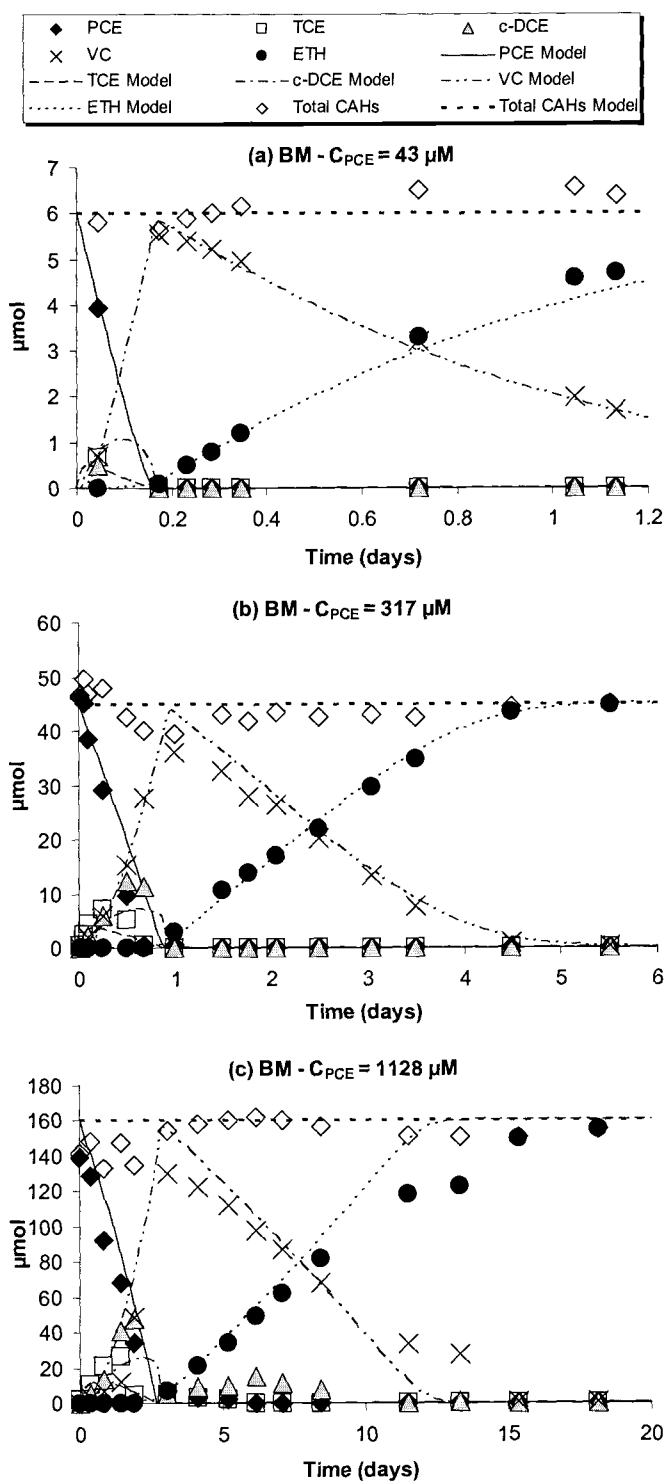 PCE TCE c-DCE
VC ETH PCE Model
TCE Model c-DCE Model VC Model
ETH Model Total CAHs Total CAHs Model
(a) BM - C_PCE = 43 µM
7
6
5
4
3
2
1
0
µmol
0 0.2 0.4 0.6 0.8 1 1.2
Time (days)
(b) BM - C_PCE = 317 µM
60
50
40
30
20
10
0
µmol
0 1 2 3 4 5 6
Time (days)
(c) BM - C_PCE = 1128 µM
180
160
140
120
100
80
60
40
20
0
µmol
0 5 10 15 20
Time (days)